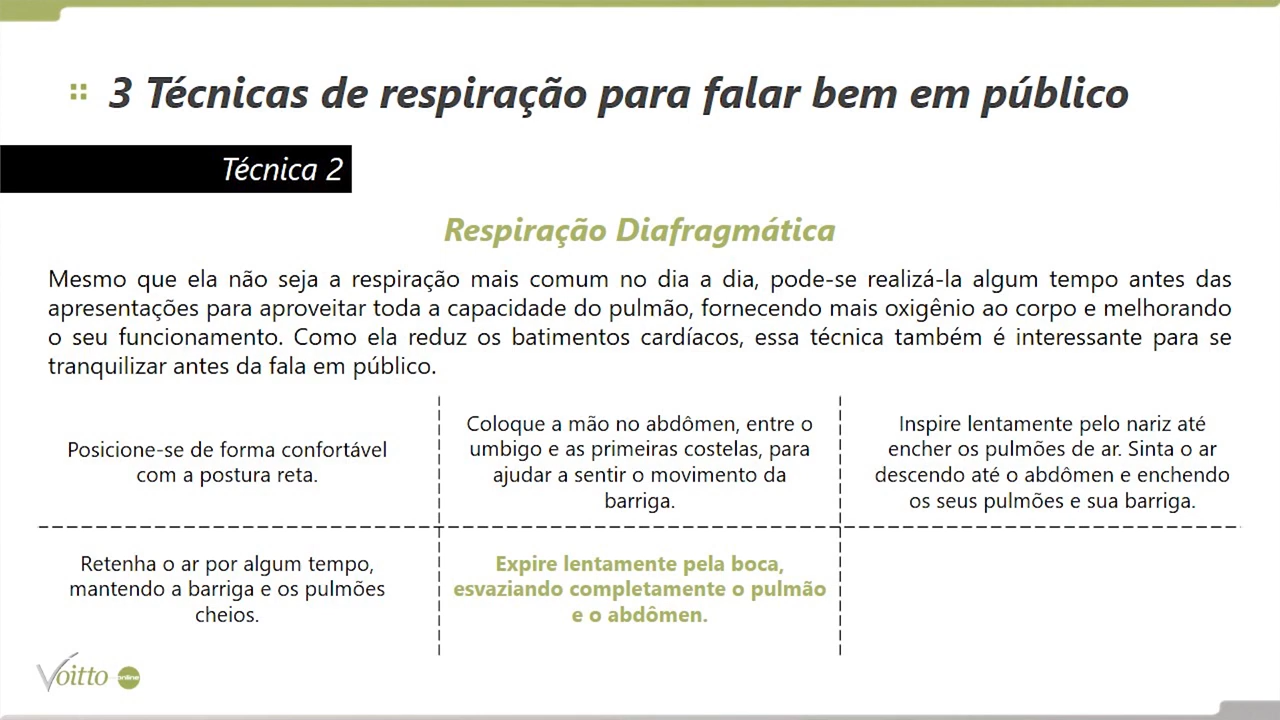 3 Técnicas de respiração para falar bem em público
Técnica 2
Respiração Diafragmática
Mesmo que ela não seja a respiração mais comum no dia a dia, pode-se realizá-la algum tempo antes das
apresentações para aproveitar toda a capacidade do pulmão, fornecendo mais oxigênio ao corpo e melhorando
o seu funcionamento. Como ela reduz os batimentos cardíacos, essa técnica também é interessante para se
tranquilizar antes da fala em público.
Posicione-se de forma confortável
com a postura reta.
Coloque a mão no abdômen, entre o
umbigo e as primeiras costelas, para
ajudar a sentir o movimento da
barriga.
Inspire lentamente pelo nariz até
encher os pulmões de ar. Sinta o ar
descendo até o abdômen e enchendo
os seus pulmões e sua barriga.
Retenha o ar por algum tempo,
mantendo a barriga e os pulmões
cheios.
Expire lentamente pela boca,
esvaziando completamente o pulmão
e o abdômen.
Voitto online